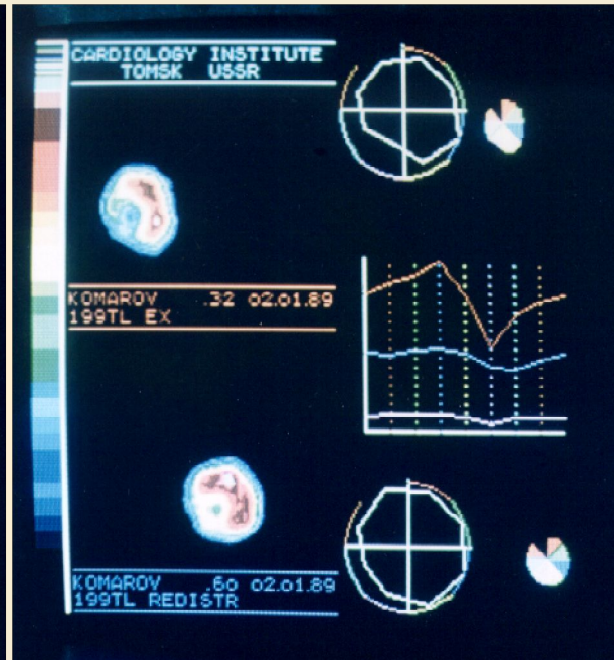 CARDIOLOGY INSTITUTE
TOMSK USSR
KOMAROV .32 02.01.89
199TL EX
KOMAROV .60 02.01.89
199TL REDISTR